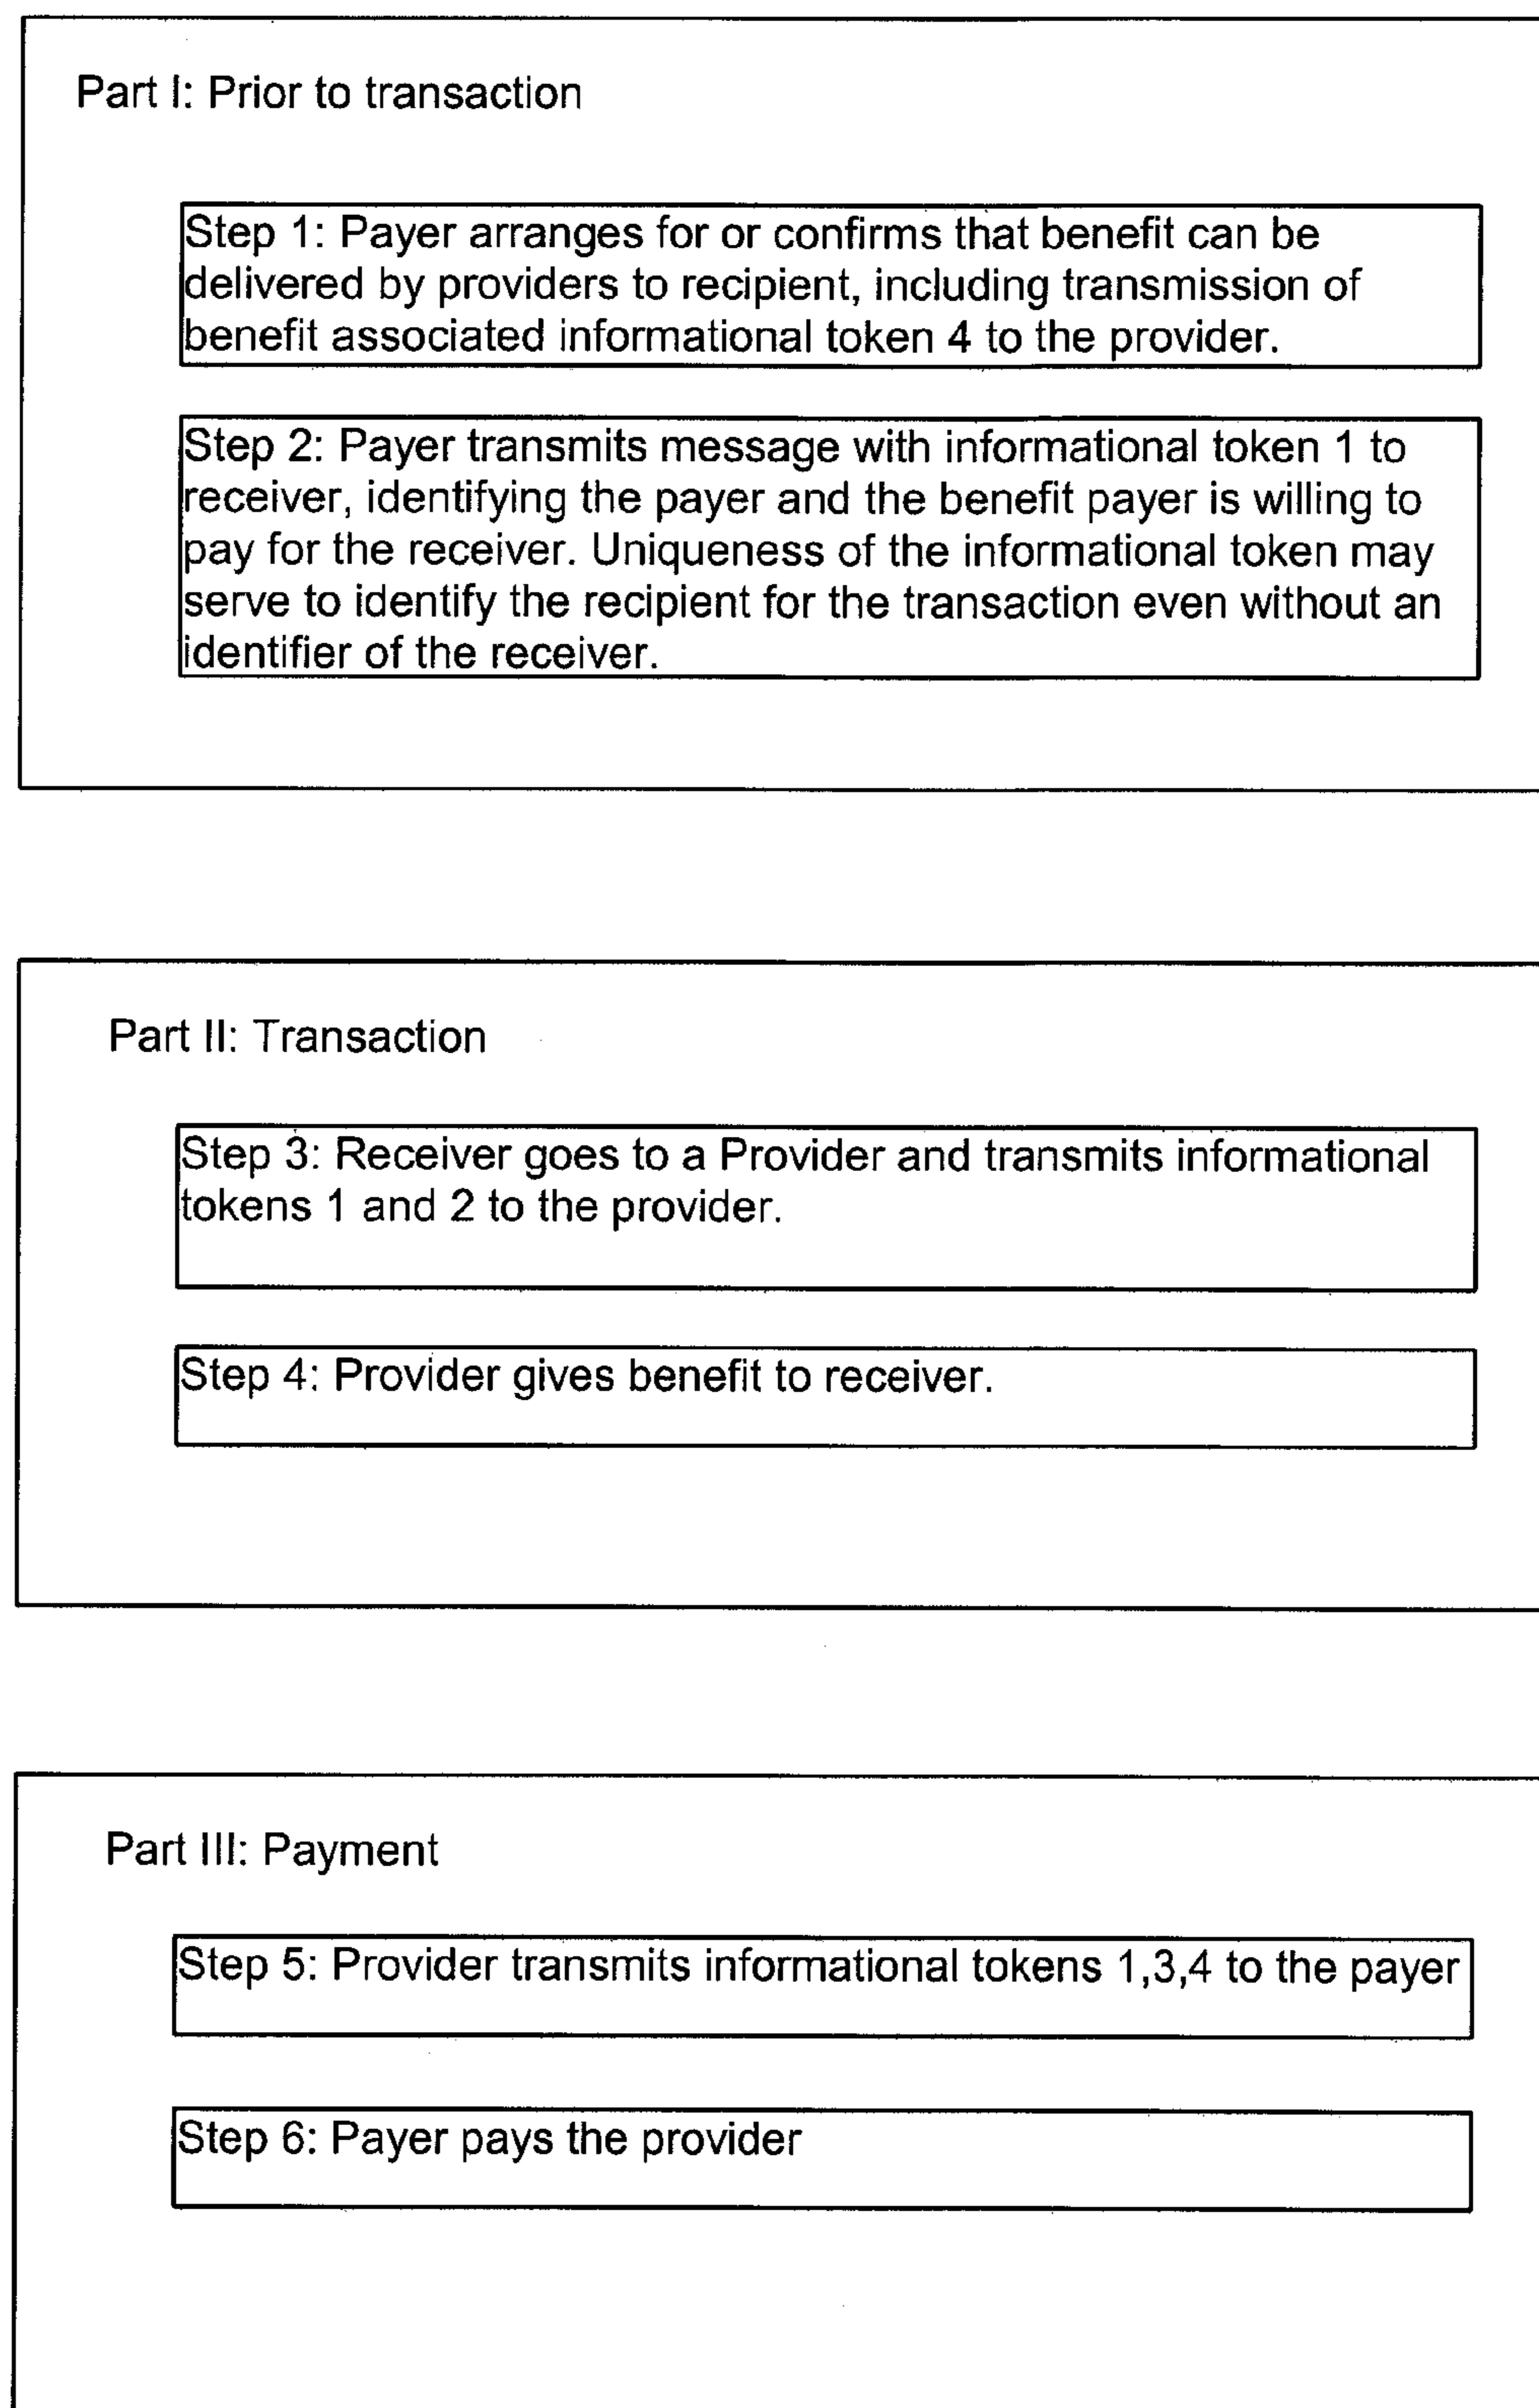 Part I: Prior to transaction
Step 1: Payer arranges for or confirms that benefit can be
delivered by providers to recipient, including transmission of
benefit associated informational token 4 to the provider.
Step 2: Payer transmits message with informational token 1 to
receiver, identifying the payer and the benefit payer is willing to
pay for the receiver. Uniqueness of the informational token may
serve to identify the recipient for the transaction even without an
identifier of the receiver.
Part II: Transaction
Step 3: Receiver goes to a Provider and transmits informational
tokens 1 and 2 to the provider.
Step 4: Provider gives benefit to receiver.
Part III: Payment
Step 5: Provider transmits informational tokens 1,3,4 to the payer
Step 6: Payer pays the provider